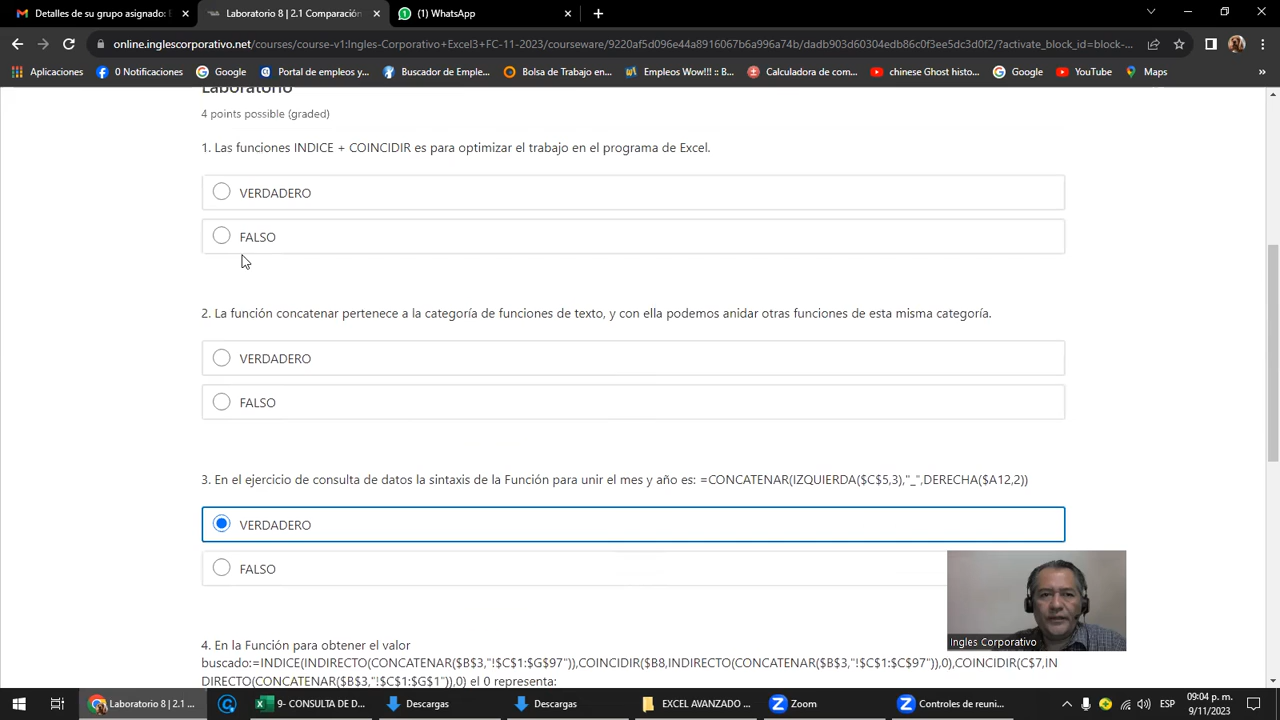 Detalles de su grupo asignado: 
Laboratorio 8 | 2.1 Comparación
(1) WhatsApp
online.inglescorporativo.net/courses/course-v1:Ingles-Corporativo+Excel3+FC-11-2023/courseware/9220af5d096e44a8916067b6a996a74b/dadb903d60304edb86c0f3ee5dc3d0f2/?activate_block_id=block-...
Aplicaciones
0 Notificaciones
Google
Portal de empleos y...
Buscador de Emple...
Bolsa de Trabajo en...
Empleos Wow!!! :: B...
Calculadora de com...
chinese Ghost histo...
Google
YouTube
Maps
»
Laboratorio
4 points possible (graded)
1. Las funciones INDICE + COINCIDIR es para optimizar el trabajo en el programa de Excel.
VERDADERO
FALSO
2. La función concatenar pertenece a la categoría de funciones de texto, y con ella podemos anidar otras funciones de esta misma categoría.
VERDADERO
FALSO
3. En el ejercicio de consulta de datos la sintaxis de la Función para unir el mes y año es: =CONCATENAR(IZQUIERDA($C$5,3),"_",DERECHA($A12,2))
VERDADERO
FALSO
Ingles Corporativo
4. En la Función para obtener el valor
buscado:=INDICE(INDIRECTO(CONCATENAR($B$3,"!$C$1:$G$97")),COINCIDIR($B8,INDIRECTO(CONCATENAR($B$3,"!$C$1:$C$97")),0),COINCIDIR(C$7,IN
DIRECTO(CONCATENAR($B$3,"!$C$1:$G$1")),0) el 0 representa:
Laboratorio 8 | 2.1 ...
9- CONSULTA DE D...
Descargas
Descargas
EXCEL AVANZADO ...
Zoom
Controles de reuni...
ESP
09:04 p. m.
9/11/2023